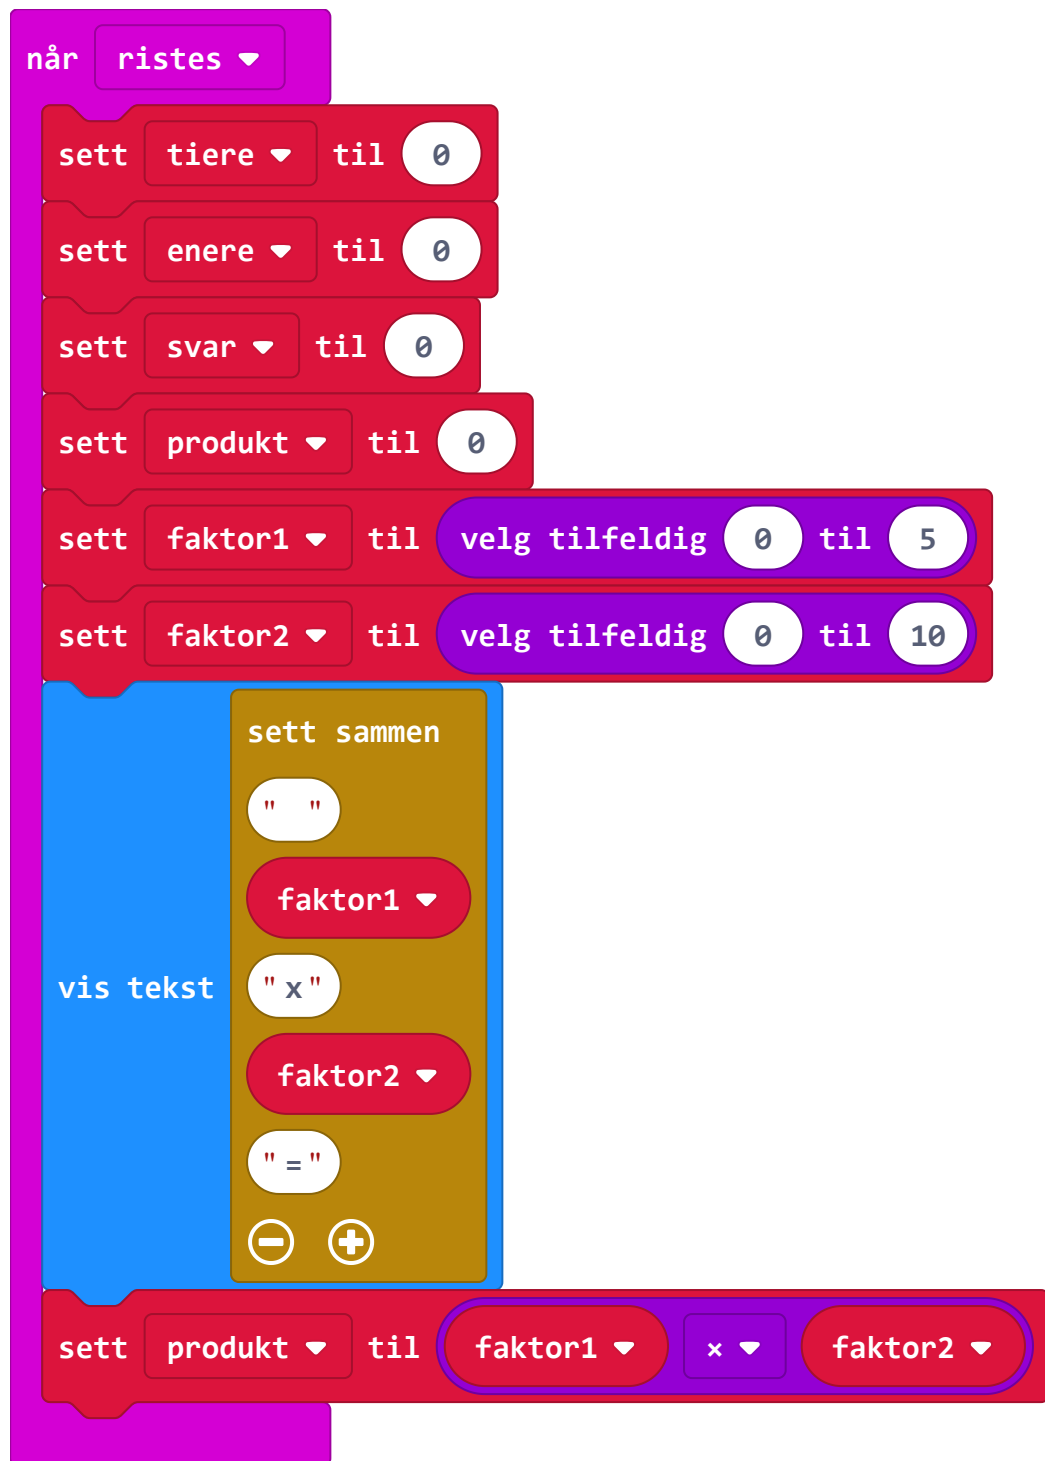 når ristes
sett tiere til 0
sett enere til 0
sett svar til 0
sett produkt til 0
sett faktor1 til velg tilfeldig 0 til 5
sett faktor2 til velg tilfeldig 0 til 10
sett sammen
" "
faktor1
vis tekst "x"
faktor2
"="
sett produkt til faktor1 × faktor2